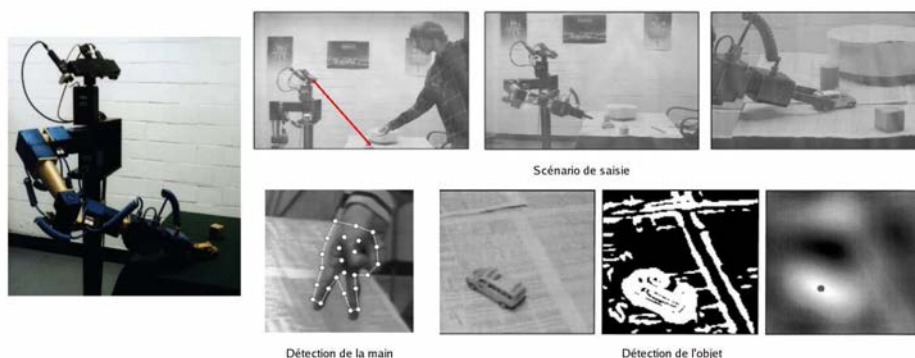 Scénario de saisie
Détection de la main
Détection de l'objet